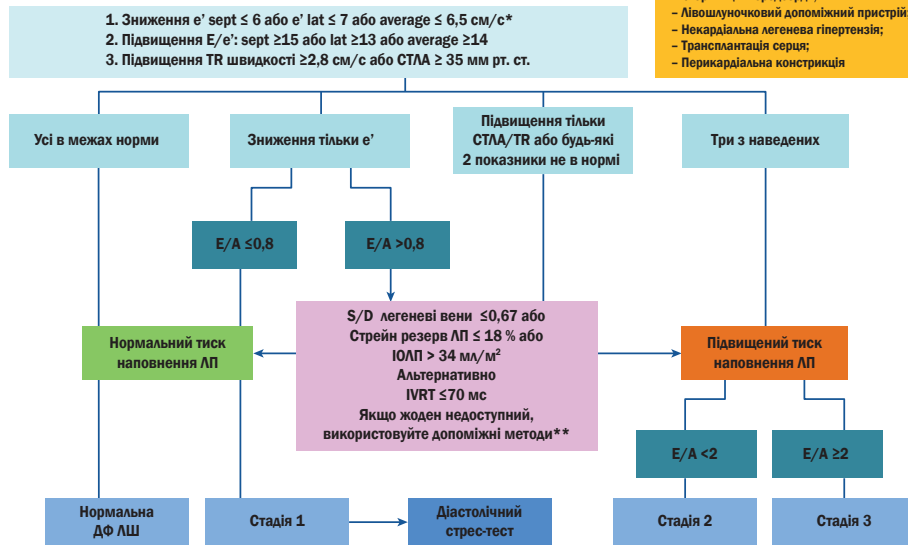 1. Зниження e’ sept ≤ 6 або e’ lat ≤ 7 або average ≤ 6,5 см/с*
2. Підвищення E/e’: sept ≥15 або lat ≥13 або average ≥14
3. Підвищення TR швидкості ≥2,8 см/с або СТЛА ≥ 35 мм рт. ст.
– Лівошлуночковий допоміжний пристрій;
– Некардіальна легенева гіпертензія;
– Трансплантація серця;
– Перикардіальна констрикція
Усі в межах норми
Зниження тільки e’
Підвищення тільки
СТЛА/TR або будь-які
2 показники не в нормі
Три з наведених
E/A ≤0,8
E/A >0,8
Нормальний тиск
наповнення ЛП
S/D легеневі вени ≤0,67 або
Стрейн резерв ЛП ≤ 18 % або
ІОЛП > 34 мл/м²
Альтернативно
IVRT ≤70 мс
Якщо жоден недоступний,
використовуйте допоміжні методи**
Підвищений тиск
наповнення ЛП
E/A <2
E/A ≥2
Нормальна
ДФ ЛШ
Стадія 1
Діастолічний
стрес-тест
Стадія 2
Стадія 3